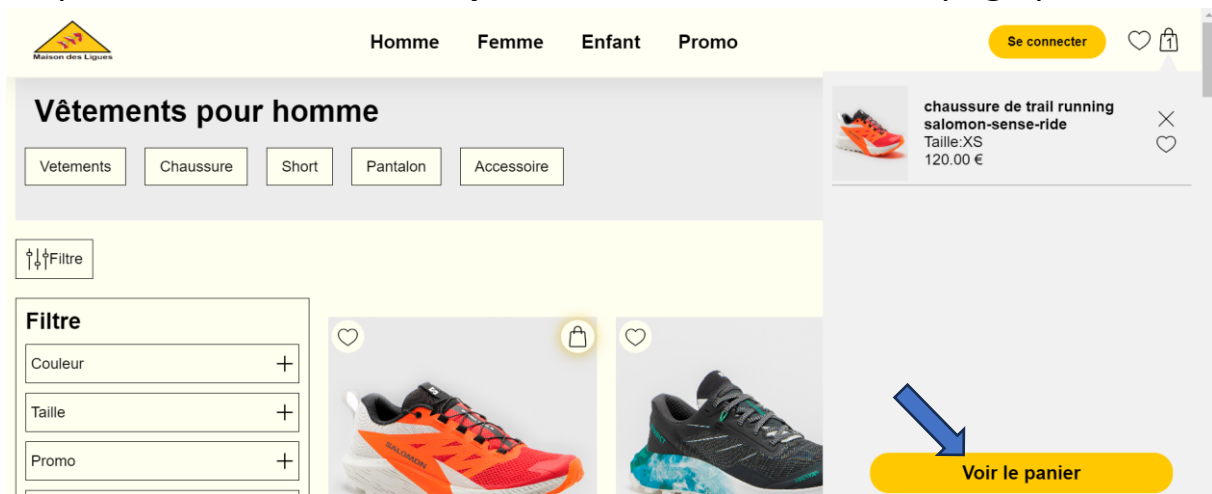 Maison des Ligues
Homme Femme Enfant Promo
Se connecter
1
Vêtements pour homme
Vetements Chaussure Short Pantalon Accessoire
chaussure de trail running
salomon-sense-ride
Taille:XS
120.00 €
Filtre
Filtre
Couleur
Taille
Promo
SALOMON
Voir le panier